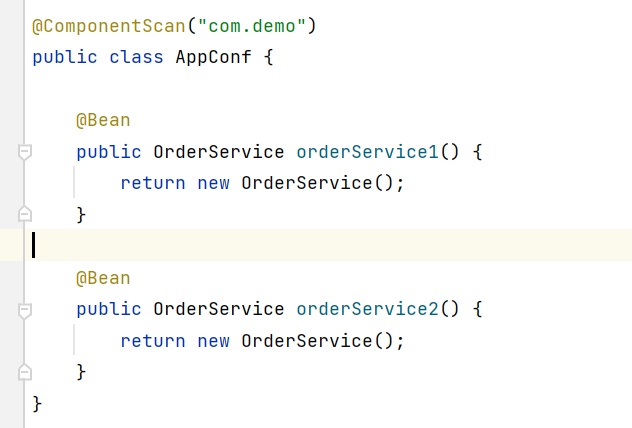 @ComponentScan("com.demo")
public class AppConf {
@Bean
public OrderService orderService1() {
return new OrderService();
}
@Bean
public OrderService orderService2() {
return new OrderService();
}
}